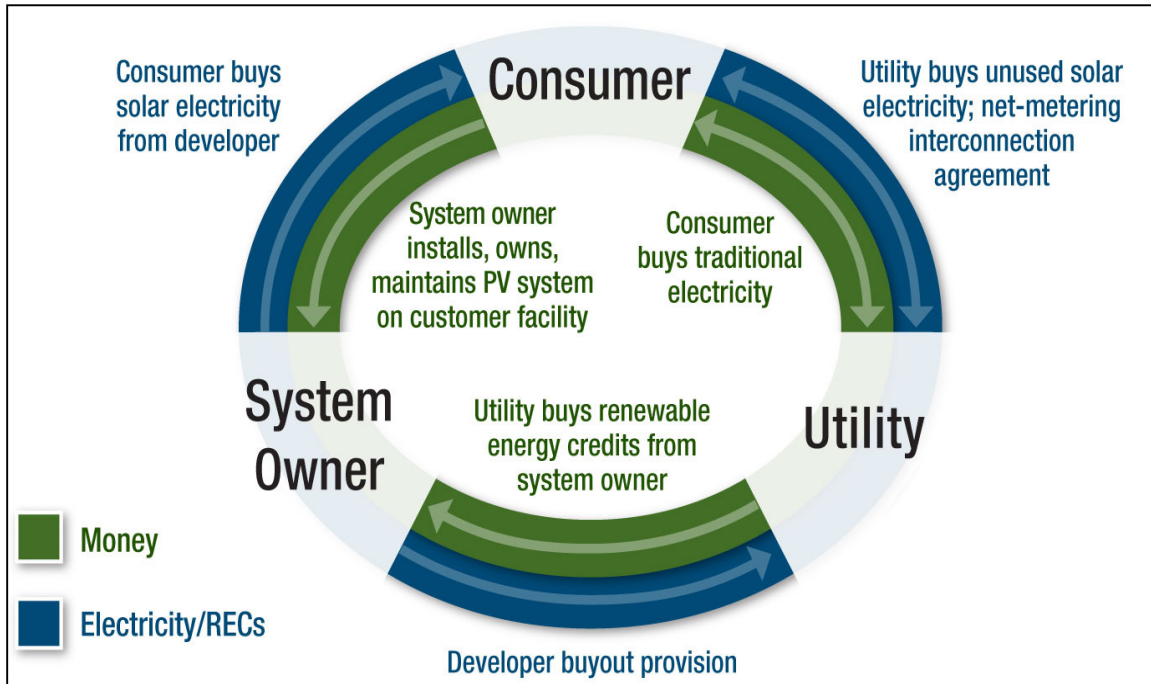 Consumer buys
solar electricity
from developer
Consumer
Utility buys unused solar
electricity; net-metering
interconnection
agreement
System owner
installs, owns,
maintains PV system
on customer facility
Consumer
buys traditional
electricity
System
Owner
Utility buys renewable
energy credits from
system owner
Utility
Money
Electricity/RECs
Developer buyout provision